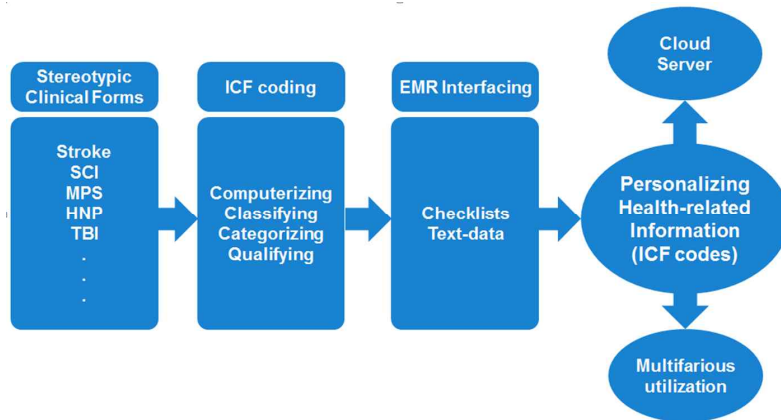 Stereotypic
Clinical Forms
Stroke
SCI
MPS
HNP
TBI
.
.
.
ICF coding
Computerizing
Classifying
Categorizing
Qualifying
EMR Interfacing
Checklists
Text-data
Cloud
Server
Personalizing
Health-related
Information
(ICF codes)
Multifarious
utilization